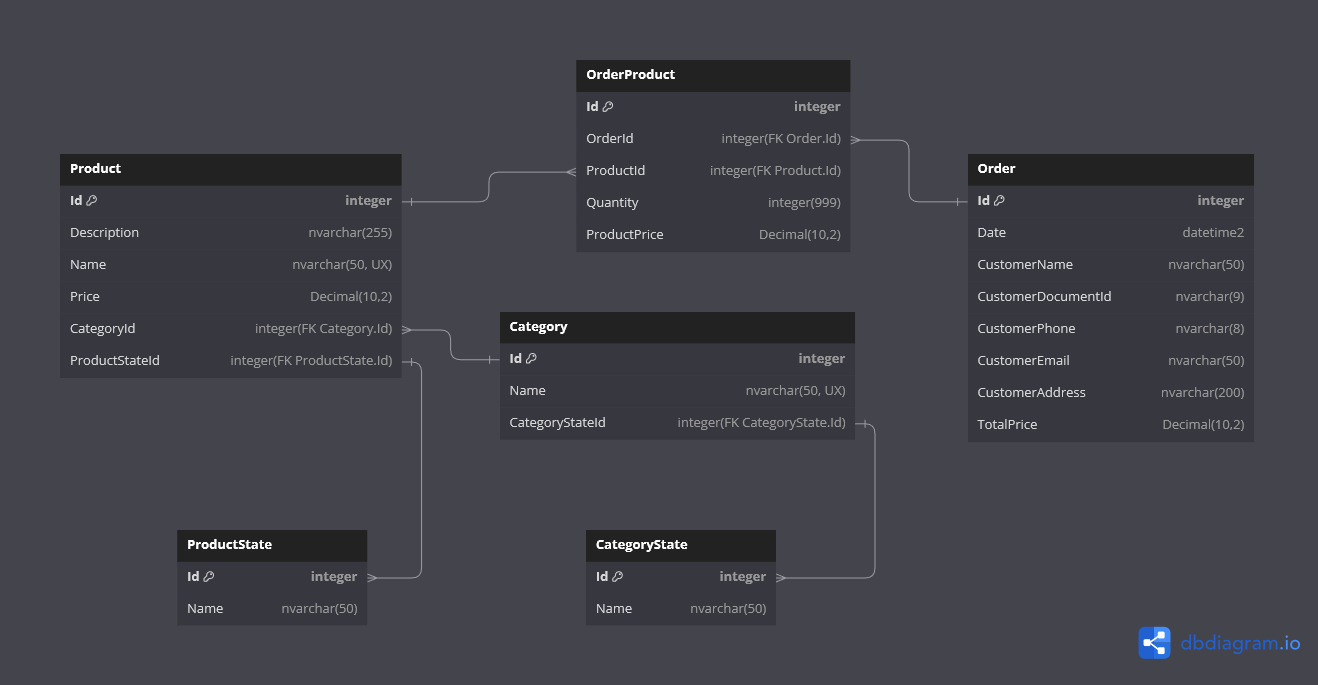 OrderProduct
Id integer
OrderId integer(FK Order.Id)
ProductId integer(FK Product.Id)
Quantity integer(999)
ProductPrice Decimal(10,2)
Product
Id integer
Description nvarchar(255)
Name nvarchar(50, UX)
Price Decimal(10,2)
CategoryId integer(FK Category.Id)
ProductStateId integer(FK ProductState.Id)
Order
Id integer
Date datetime2
CustomerName nvarchar(50)
CustomerDocumentId nvarchar(9)
CustomerPhone nvarchar(8)
CustomerEmail nvarchar(50)
CustomerAddress nvarchar(200)
TotalPrice Decimal(10,2)
Category
Id integer
Name nvarchar(50, UX)
CategoryStateId integer(FK CategoryState.Id)
ProductState
Id integer
Name nvarchar(50)
CategoryState
Id integer
Name nvarchar(50)
dbdiagram.io